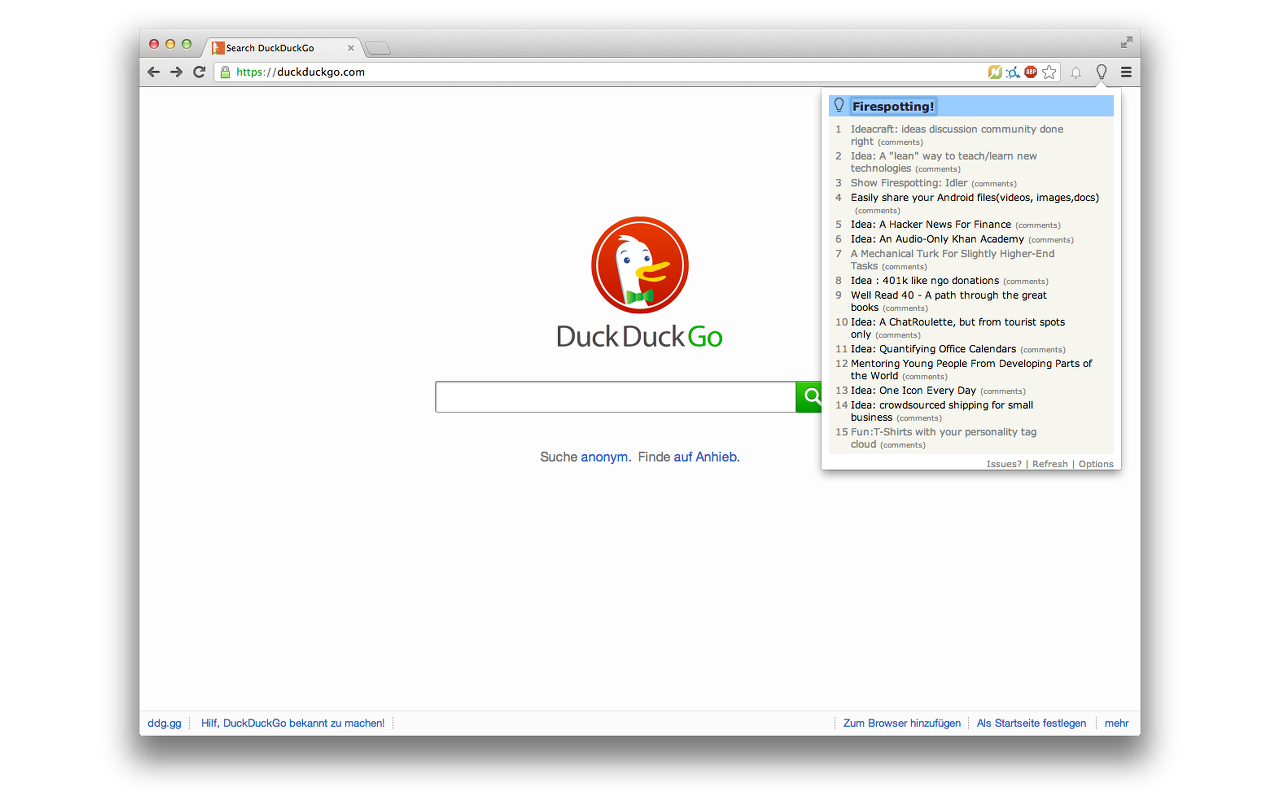 Search DuckDuckGo
https://duckduckgo.com
ABP
Firespotting!
1 Ideacraft: ideas discussion community done
right (comments)
2 Idea: A "lean" way to teach/learn new
technologies (comments)
3 Show Firespotting: Idler (comments)
4 Easily share your Android files(videos, images,docs)
(comments)
5 Idea: A Hacker News For Finance (comments)
6 Idea: An Audio-Only Khan Academy (comments)
7 A Mechanical Turk For Slightly Higher-End
Tasks (comments)
8 Idea : 401k like ngo donations (comments)
9 Well Read 40 - A path through the great
books (comments)
10 Idea: A ChatRoulette, but from tourist spots
only (comments)
11 Idea: Quantifying Office Calendars (comments)
12 Mentoring Young People From Developing Parts of
the World (comments)
13 Idea: One Icon Every Day (comments)
14 Idea: crowdsourced shipping for small
business (comments)
15 Fun:T-Shirts with your personality tag
cloud (comments)
Issues? | Refresh | Options
DuckDuckGo
Suche anonym. Finde auf Anhieb.
ddg.gg
Hilf, DuckDuckGo bekannt zu machen!
Zum Browser hinzufügen
Als Startseite festlegen
mehr